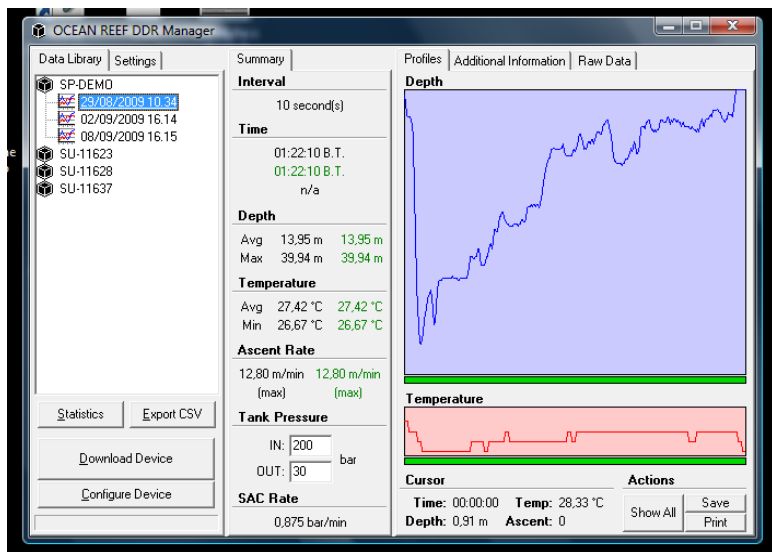 OCEAN REEF DDR Manager
Data Library
Settings
SP-DEMO
29/08/2009 10.34
02/09/2009 16.14
08/09/2009 16.15
SU-11623
SU-11628
SU-11637
Statistics
Export CSV
Download Device
Configure Device
Summary
Interval
10 second(s)
Time
01:22:10 B.T.
01:22:10 B.T.
n/a
Depth
Avg 13,95 m 13,95 m
Max 39,94 m 39,94 m
Temperature
Avg 27,42 °C 27,42 °C
Min 26,67 °C 26,67 °C
Ascent Rate
12,80 m/min 12,80 m/min
(max) (max)
Tank Pressure
IN: 200
bar
OUT: 30
SAC Rate
0,875 bar/min
Profiles
Additional Information
Raw Data
Depth
Temperature
Cursor
Time: 00:00:00 Temp: 28,33 °C
Depth: 0,91 m Ascent: 0
Actions
Show All
Save
Print